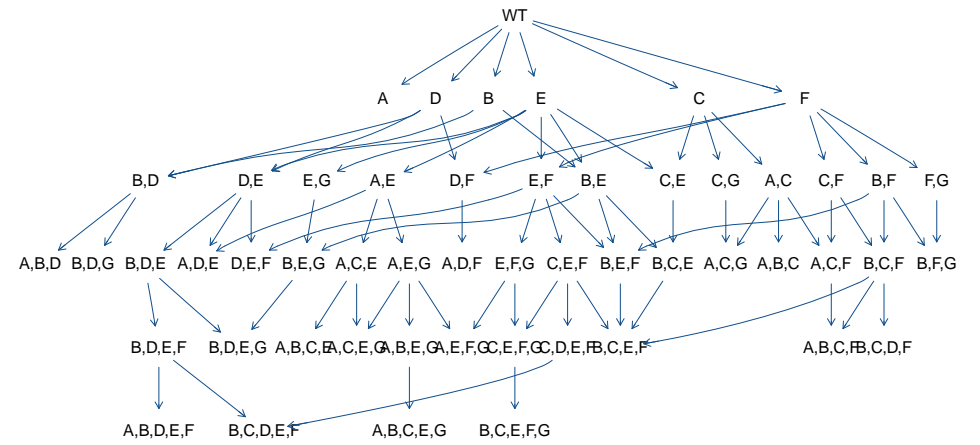 WT
A D B E C F
B,D D,E E,G A,E D,F E,F B,E C,E C,G A,C C,F B,F F,G
A,B,D B,D,G B,D,E A,D,E D,E,F B,E,G A,C,E A,E,G A,D,F E,F,G C,E,F B,E,F B,C,E A,C,G A,B,C A,C,F B,C,F B,F,G
B,D,E,F B,D,E,G A,B,C,E A,C,E,G A,B,E,G A,E,F,G C,E,F,G C,D,E,F B,C,E,F A,B,C,F B,C,D,F
A,B,D,E,F B,C,D,E,F A,B,C,E,G B,C,E,F,G